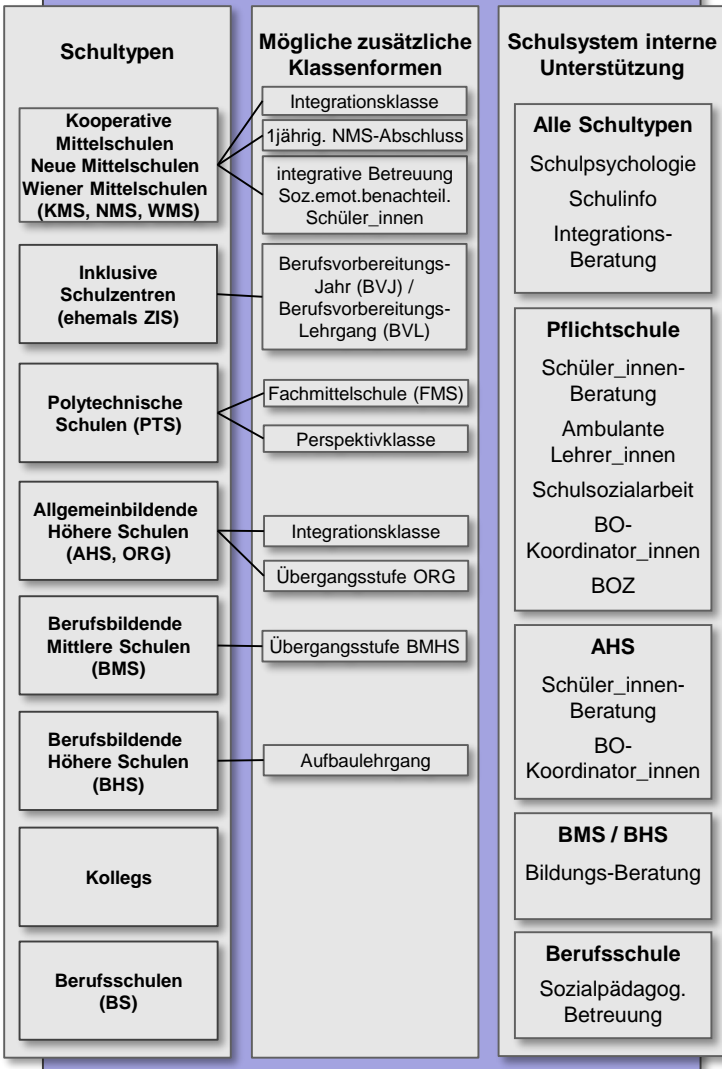 Schultypen
Kooperative
Mittelschulen
Neue Mittelschulen
Wiener Mittelschulen
(KMS, NMS, WMS)
Inklusive
Schulzentren
(ehemals ZIS)
Polytechnische
Schulen (PTS)
Allgemeinbildende
Höhere Schulen
(AHS, ORG)
Berufsbildende
Mittlere Schulen
(BMS)
Berufsbildende
Höhere Schulen
(BHS)
Kollegs
Berufsschulen
(BS)
Mögliche zusätzliche
Klassenformen
Integrationsklasse
1jährig. NMS-Abschluss
integrative Betreuung
Soz.emot.benachteil.
Schüler_innen
Berufsvorbereitungs-
Jahr (BVJ) /
Berufsvorbereitungs-
Lehrgang (BVL)
Fachmittelschule (FMS)
Perspektivklasse
Integrationsklasse
Übergangsstufe ORG
Übergangsstufe BMHS
Aufbaulehrgang
Schulsystem interne
Unterstützung
Alle Schultypen
Schulpsychologie
Schulinfo
Integrations-
Beratung
Pflichtschule
Schüler_innen-
Beratung
Ambulante
Lehrer_innen
Schulsozialarbeit
BO-
Koordinator_innen
BOZ
AHS
Schüler_innen-
Beratung
BO-
Koordinator_innen
BMS / BHS
Bildungs-Beratung
Berufsschule
Sozialpädagog.
Betreuung